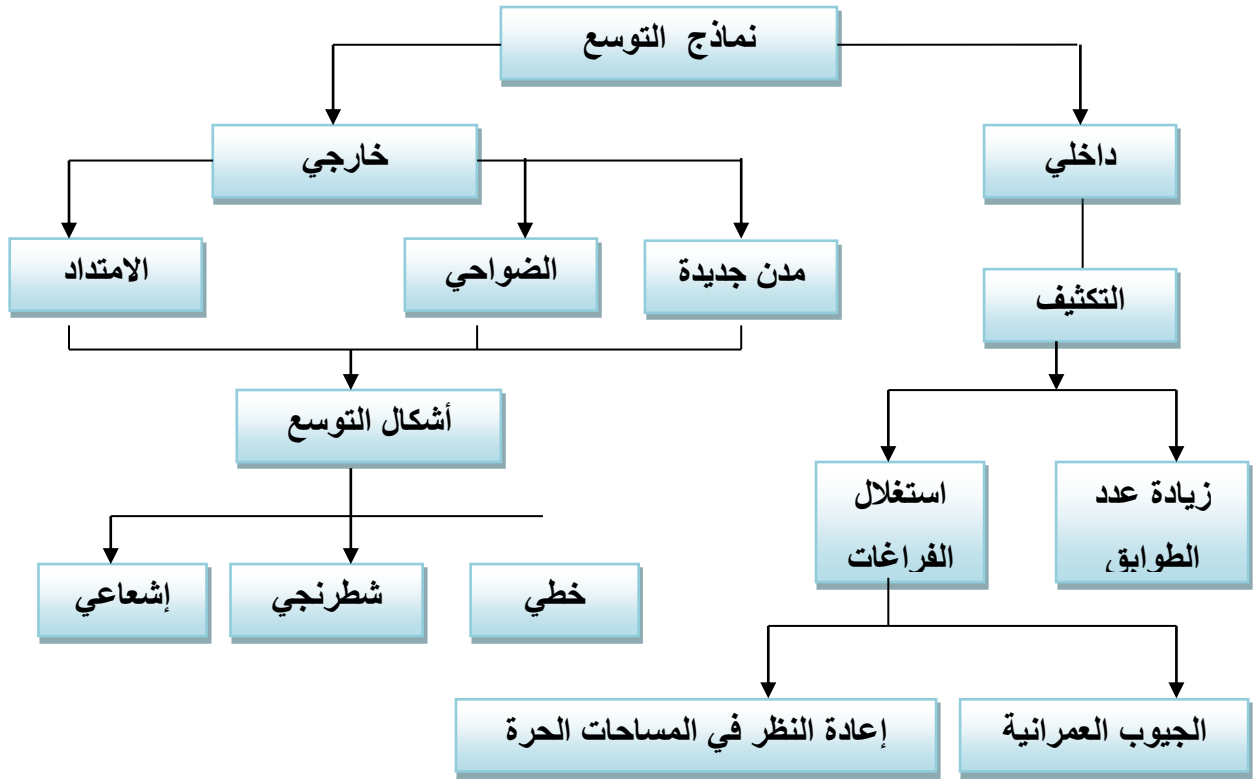 نماذج التوسع
داخلي
خارجي
مدن جديدة
الضواحي
الامتداد
التكثيف
أشكال التوسع
زيادة عدد
الطوابق
استغلال
الفراغات
خطي
شطرنجي
إشعاعي
الجيوب العمرانية
إعادة النظر في المساحات الحرة